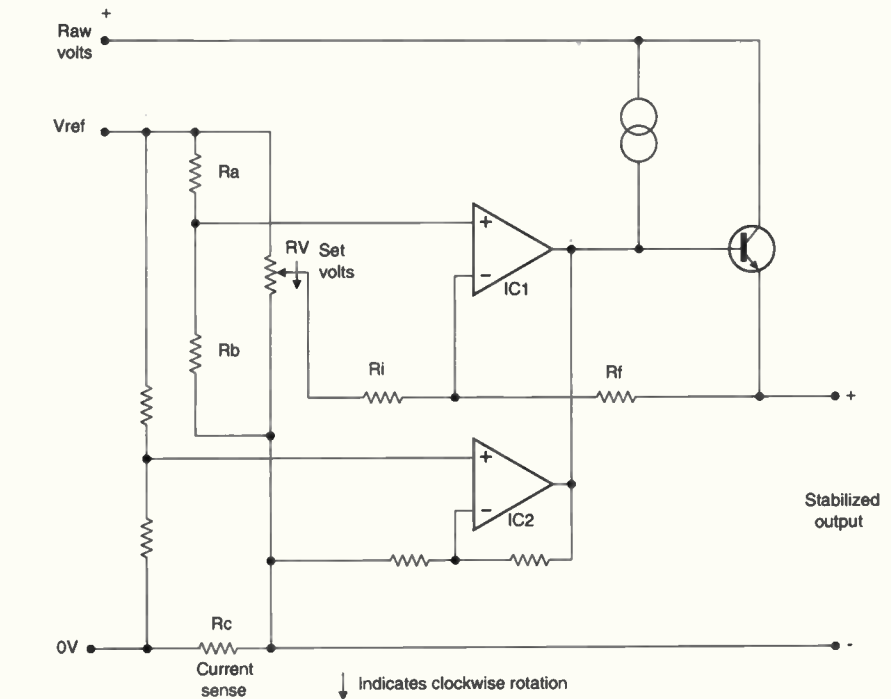 +
Raw
volts
Vref
Ra
+
RV Set
volts
−
IC1
Rb
Ri
Rf
+
+
−
IC2
Stabilized
output
Rc
0V
-
Current
sense
Indicates clockwise rotation